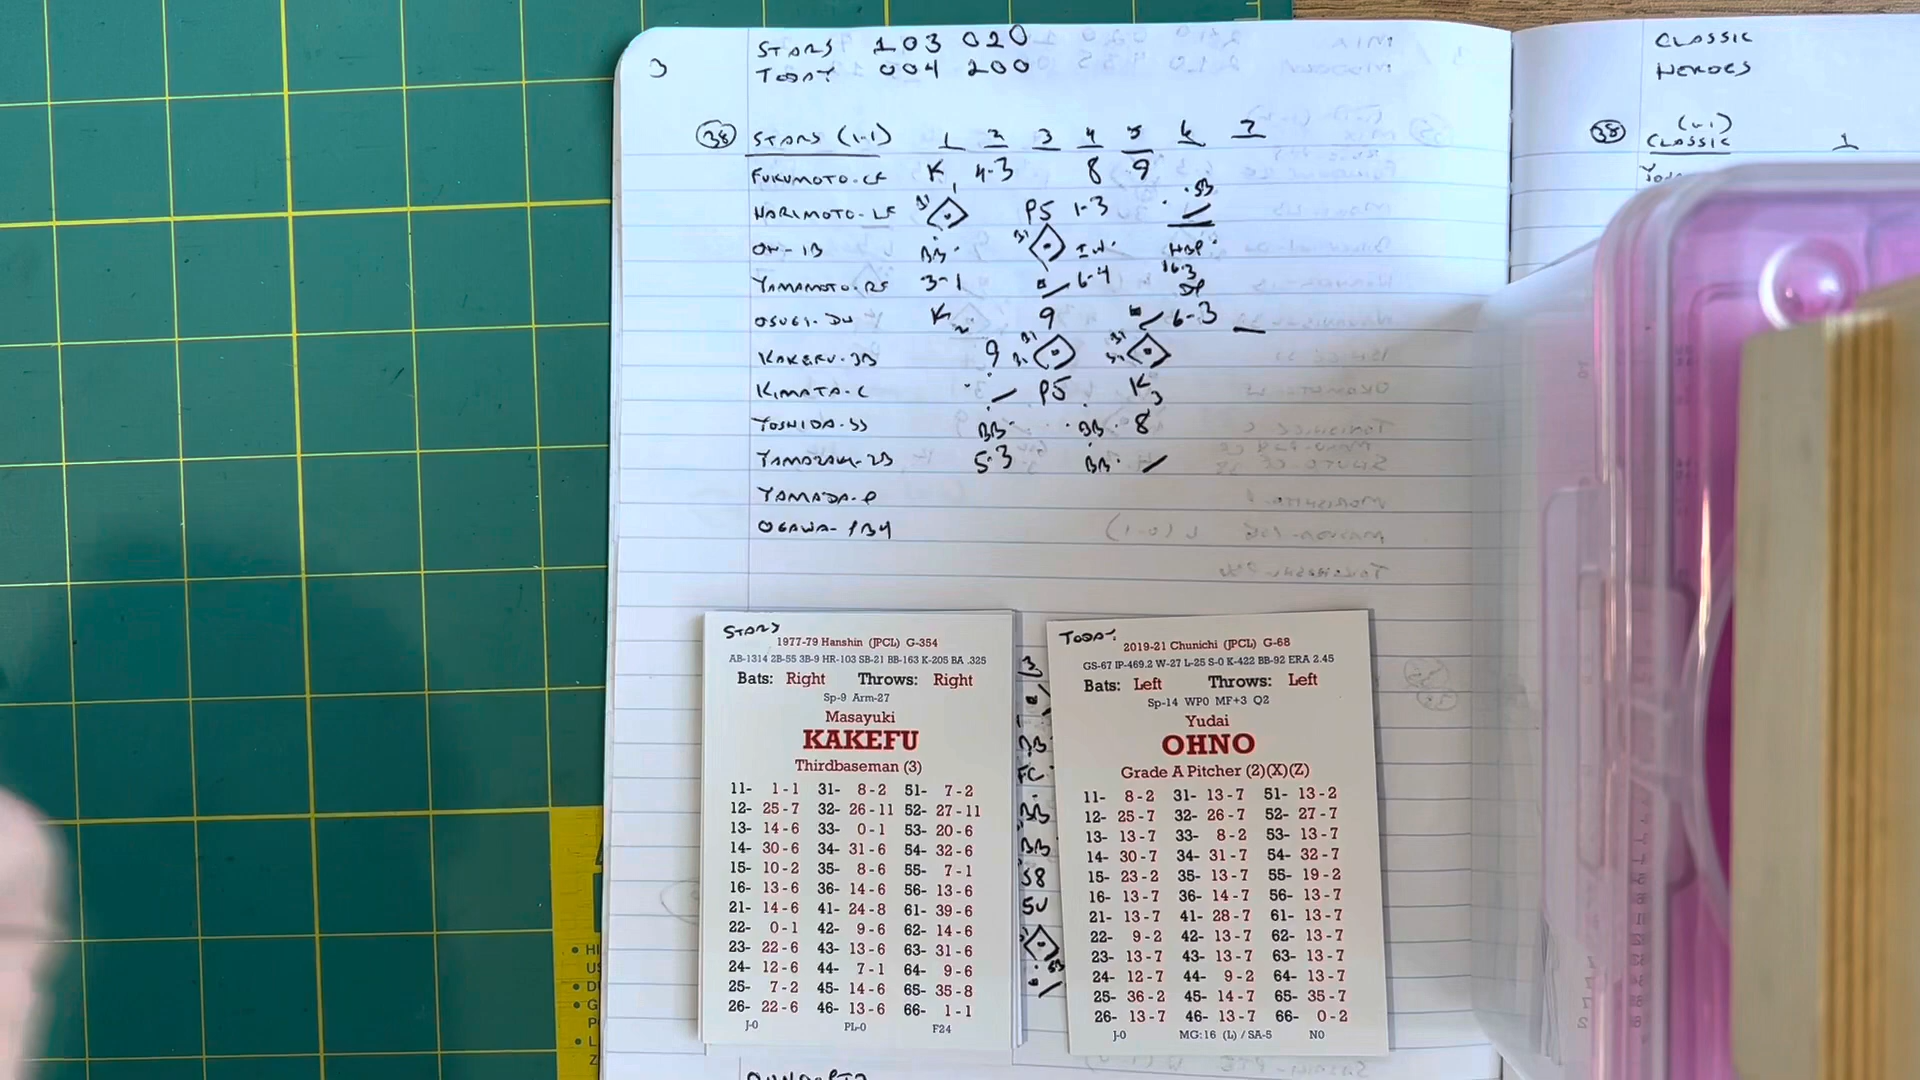 3
STARS 103 020
TODAY 004 200
38 STARS (1-1) 1 2 3 4 5 6 7
FUKUMOTO-CF K 4-3 8 9
HARIMOTO-LF P5 1-3 SB
OH-1B BB IW HBP
YAMAMOTO-RF 3-1 6-4 DP
OSUGI-DH K 9 6-3
KAKEFU-3B 9
KIMATA-C P5 K
YOSHIDA-SS BB BB 8
5-3 BB
YAMADA-P
OGAWA-PB4
CLASSIC
HEROES
38 CLASSIC 1
STARS
1977-79 Hanshin (JPCL) G-354
AB-1314 2B-55 3B-9 HR-103 SB-21 BB-163 K-205 BA .325
Bats: Right Throws: Right
Sp-9 Arm-27
Masayuki
KAKEFU
Thirdbaseman (3)
11- 1 - 1 31- 8 - 2 51- 7 - 2
12- 25 - 7 32- 26 - 11 52- 27 - 11
13- 14 - 6 33- 0 - 1 53- 20 - 6
14- 30 - 6 34- 31 - 6 54- 32 - 6
15- 10 - 2 35- 8 - 6 55- 7 - 1
16- 13 - 6 36- 14 - 6 56- 13 - 6
21- 14 - 6 41- 24 - 8 61- 39 - 6
22- 0 - 1 42- 9 - 6 62- 14 - 6
23- 22 - 6 43- 13 - 6 63- 31 - 6
24- 12 - 6 44- 7 - 1 64- 9 - 6
25- 7 - 2 45- 14 - 6 65- 35 - 8
26- 22 - 6 46- 13 - 6 66- 1 - 1
J-0 PL-0 F24
BB
FC
BB
BB
S8
TODAY
2019-21 Chunichi (JPCL) G-68
GS-67 IP-469.2 W-27 L-25 S-0 K-422 BB-92 ERA 2.45
Bats: Left Throws: Left
Sp-14 WP0 MF+3 Q2
Yudai
OHNO
Grade A Pitcher (2)(X)(Z)
11- 8 - 2 31- 13 - 7 51- 13 - 2
12- 25 - 7 32- 26 - 7 52- 27 - 7
13- 13 - 7 33- 8 - 2 53- 13 - 7
14- 30 - 7 34- 31 - 7 54- 32 - 7
15- 23 - 2 35- 13 - 7 55- 19 - 2
16- 13 - 7 36- 14 - 7 56- 13 - 7
21- 13 - 7 41- 28 - 7 61- 13 - 7
22- 9 - 2 42- 13 - 7 62- 13 - 7
23- 13 - 7 43- 13 - 7 63- 13 - 7
24- 12 - 7 44- 9 - 2 64- 13 - 7
25- 36 - 2 45- 14 - 7 65- 35 - 7
26- 13 - 7 46- 13 - 7 66- 0 - 2
J-0 MG:16 (L) / SA-5 N0